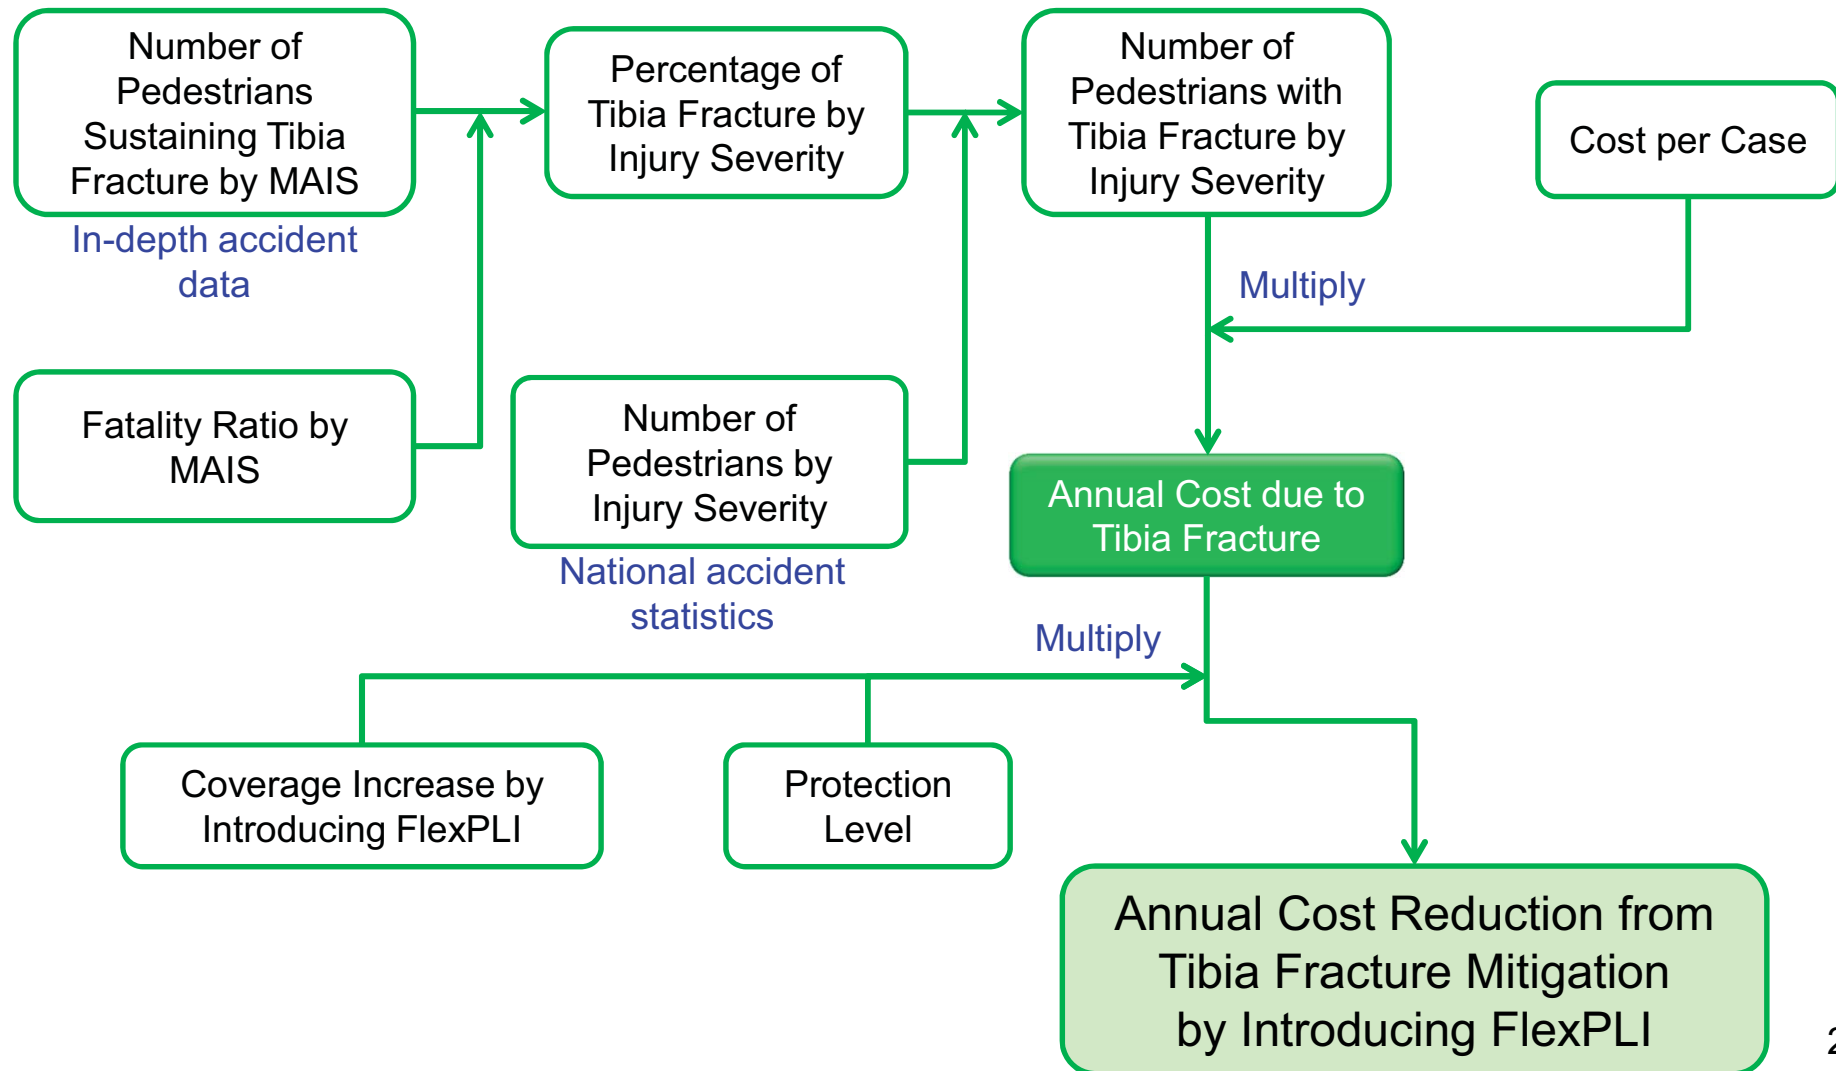 Number of
Pedestrians
Sustaining Tibia
Fracture by MAIS
In-depth accident
data
Percentage of
Tibia Fracture by
Injury Severity
Number of
Pedestrians with
Tibia Fracture by
Injury Severity
Cost per Case
Multiply
Fatality Ratio by
MAIS
Number of
Pedestrians by
Injury Severity
National accident
statistics
Annual Cost due to
Tibia Fracture
Multiply
Coverage Increase by
Introducing FlexPLI
Protection
Level
Annual Cost Reduction from
Tibia Fracture Mitigation
by Introducing FlexPLI